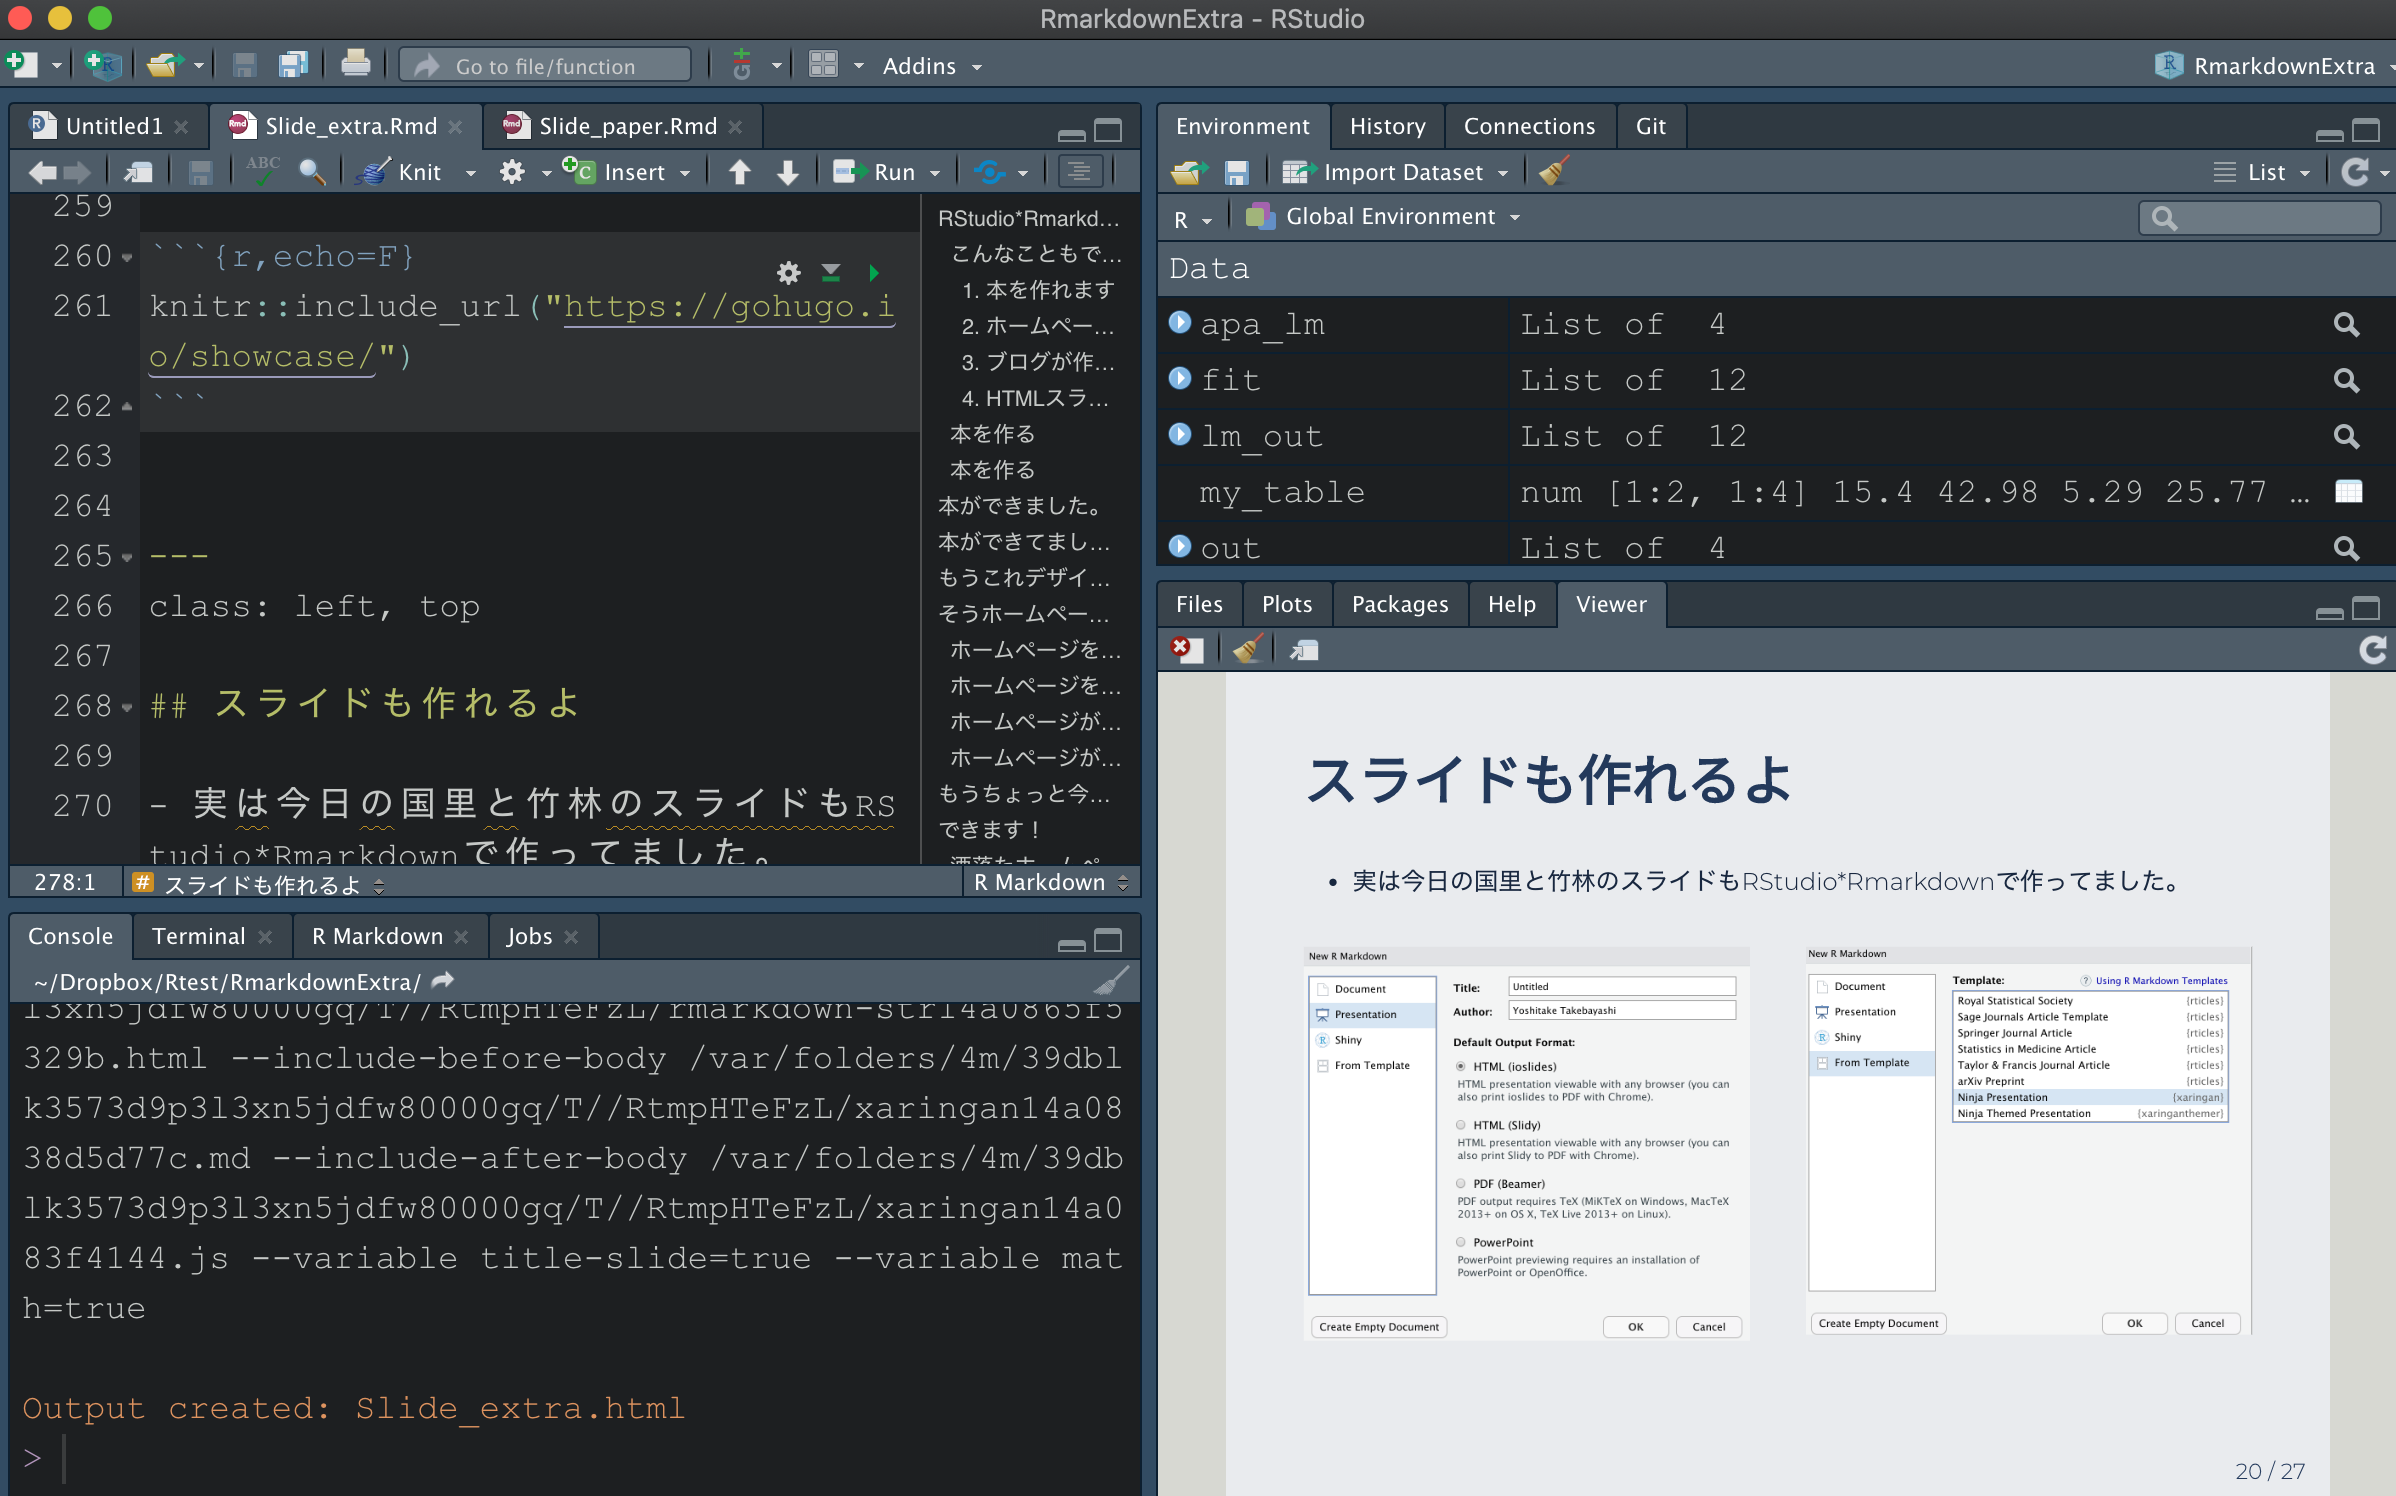 RmarkdownExtra - RStudio
Go to file/function
Addins
RmarkdownExtra
Untitled1
Slide_extra.Rmd
Slide_paper.Rmd
ABC
Knit
Insert
Run
259
260 ```{r,echo=F}
261 knitr::include_url("https://gohugo.i
o/showcase/")
262 ```
263
264
265 ---
266 class: left, top
267
268 ## スライドも作れるよ
269
270 - 実は今日の国里と竹林のスライドもRS
tudio*Rmarkdownで作ってました。
RStudio*Rmarkd...
こんなこともで...
1. 本を作れます
2. ホームペー...
3. ブログが作...
4. HTMLスラ...
本を作る
本を作る
本ができました。
本ができてまし...
もうこれデザイ...
そうホームペー...
ホームページを...
ホームページを...
ホームページが...
ホームページが...
もうちょっと今...
できます！
278:1
# スライドも作れるよ
R Markdown
Console
Terminal
R Markdown
Jobs
~/Dropbox/Rtest/RmarkdownExtra/
l3xn5jdfw80000gq/T//RtmpHTeFzL/rmarkdown-str14a0865f5
329b.html --include-before-body /var/folders/4m/39dbl
k3573d9p3l3xn5jdfw80000gq/T//RtmpHTeFzL/xaringan14a08
38d5d77c.md --include-after-body /var/folders/4m/39db
lk3573d9p3l3xn5jdfw80000gq/T//RtmpHTeFzL/xaringan14a0
83f4144.js --variable title-slide=true --variable mat
h=true
Output created: Slide_extra.html
>
Environment
History
Connections
Git
Import Dataset
List
R
Global Environment
Data
apa_lm List of 4
fit List of 12
lm_out List of 12
my_table num [1:2, 1:4] 15.4 42.98 5.29 25.77 ...
out List of 4
Files
Plots
Packages
Help
Viewer
スライドも作れるよ
• 実は今日の国里と竹林のスライドもRStudio*Rmarkdownで作ってました。
New R Markdown
Document
Presentation
Shiny
From Template
Title: Untitled
Author: Yoshitake Takebayashi
Default Output Format:
HTML (ioslides)
HTML presentation viewable with any browser (you can
also print ioslides to PDF with Chrome).
HTML (Slidy)
HTML presentation viewable with any browser (you can
also print Slidy to PDF with Chrome).
PDF (Beamer)
PDF output requires TeX (MiKTeX on Windows, MacTeX
2013+ on OS X, TeX Live 2013+ on Linux).
PowerPoint
PowerPoint previewing requires an installation of
PowerPoint or OpenOffice.
Create Empty Document
OK
Cancel
New R Markdown
Document
Presentation
Shiny
From Template
Template:
? Using R Markdown Templates
Royal Statistical Society {rticles}
Sage Journals Article Template {rticles}
Springer Journal Article {rticles}
Statistics in Medicine Article {rticles}
Taylor & Francis Journal Article {rticles}
arXiv Preprint {rticles}
Ninja Presentation {xaringan}
Ninja Themed Presentation {xaringanthemer}
Create Empty Document
OK
Cancel
20 / 27